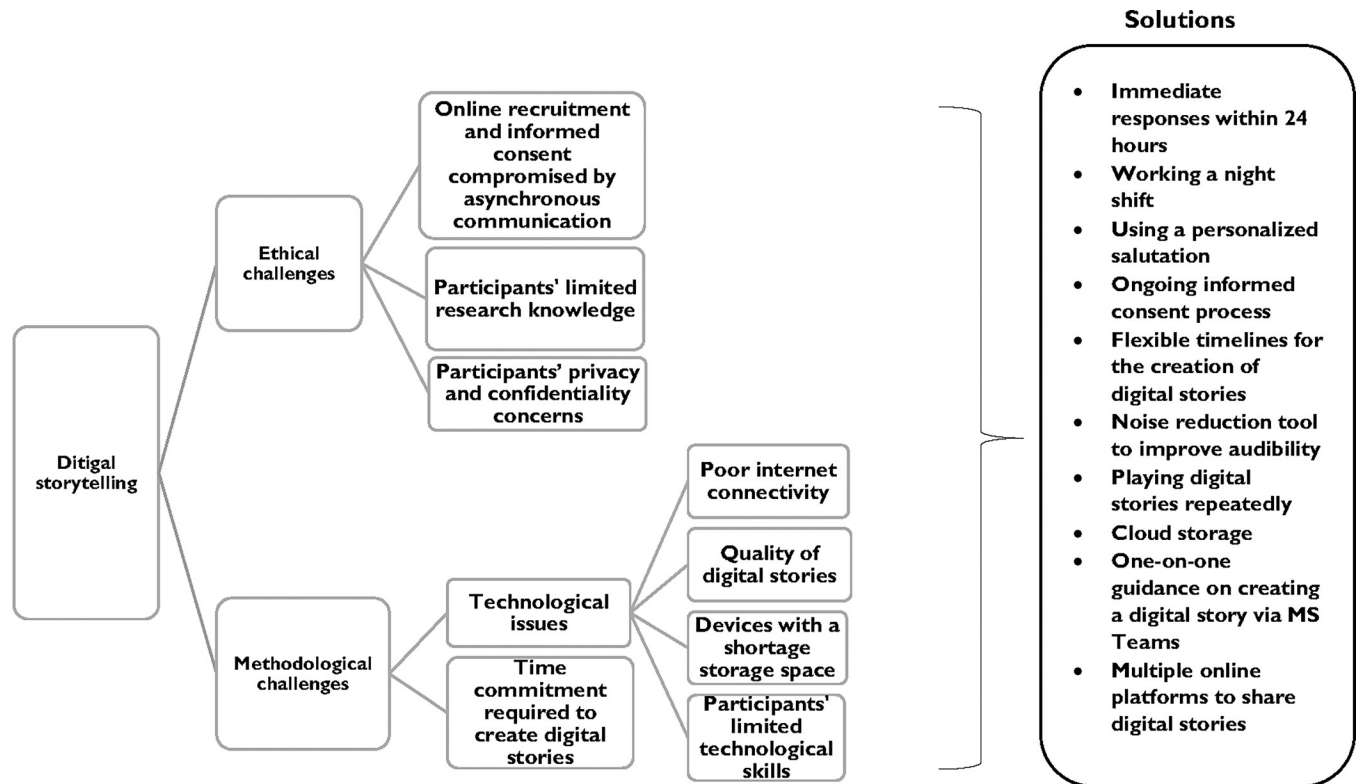 Ditigal
storytelling
Ethical
challenges
Online recruitment
and informed
consent
compromised by
asynchronous
communication
Participants' limited
research knowledge
Participants’ privacy
and confidentiality
concerns
Methodological
challenges
Technological
issues
Poor internet
connectivity
Quality of
digital stories
Devices with a
shortage
storage space
Participants'
limited
technological
skills
Time
commitment
required to
create digital
stories
Solutions
• Immediate
responses within 24
hours
• Working a night
shift
• Using a personalized
salutation
• Ongoing informed
consent process
• Flexible timelines for
the creation of
digital stories
• Noise reduction tool
to improve audibility
• Playing digital
stories repeatedly
• Cloud storage
• One-on-one
guidance on creating
a digital story via MS
Teams
• Multiple online
platforms to share
digital stories